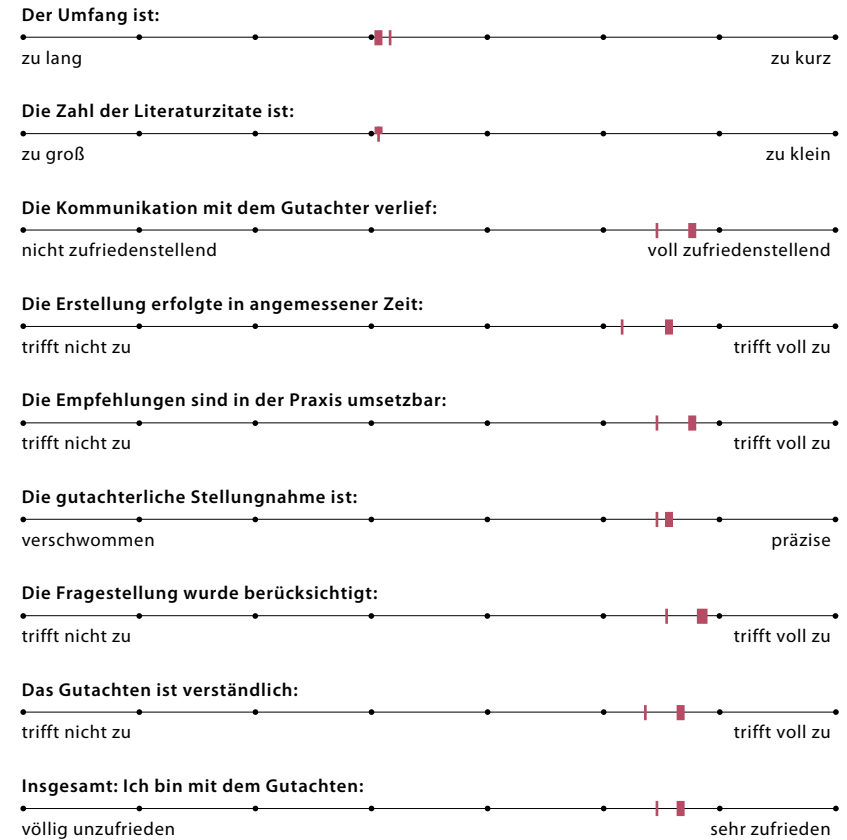 Der Umfang ist:
zu lang zu kurz
Die Zahl der Literaturzitate ist:
zu groß zu klein
Die Kommunikation mit dem Gutachter verlief:
nicht zufriedenstellend voll zufriedenstellend
Die Erstellung erfolgte in angemessener Zeit:
trifft nicht zu trifft voll zu
Die Empfehlungen sind in der Praxis umsetzbar:
trifft nicht zu trifft voll zu
Die gutachterliche Stellungnahme ist:
verschwommen präzise
Die Fragestellung wurde berücksichtigt:
trifft nicht zu trifft voll zu
Das Gutachten ist verständlich:
trifft nicht zu trifft voll zu
Insgesamt: Ich bin mit dem Gutachten:
völlig unzufrieden sehr zufrieden